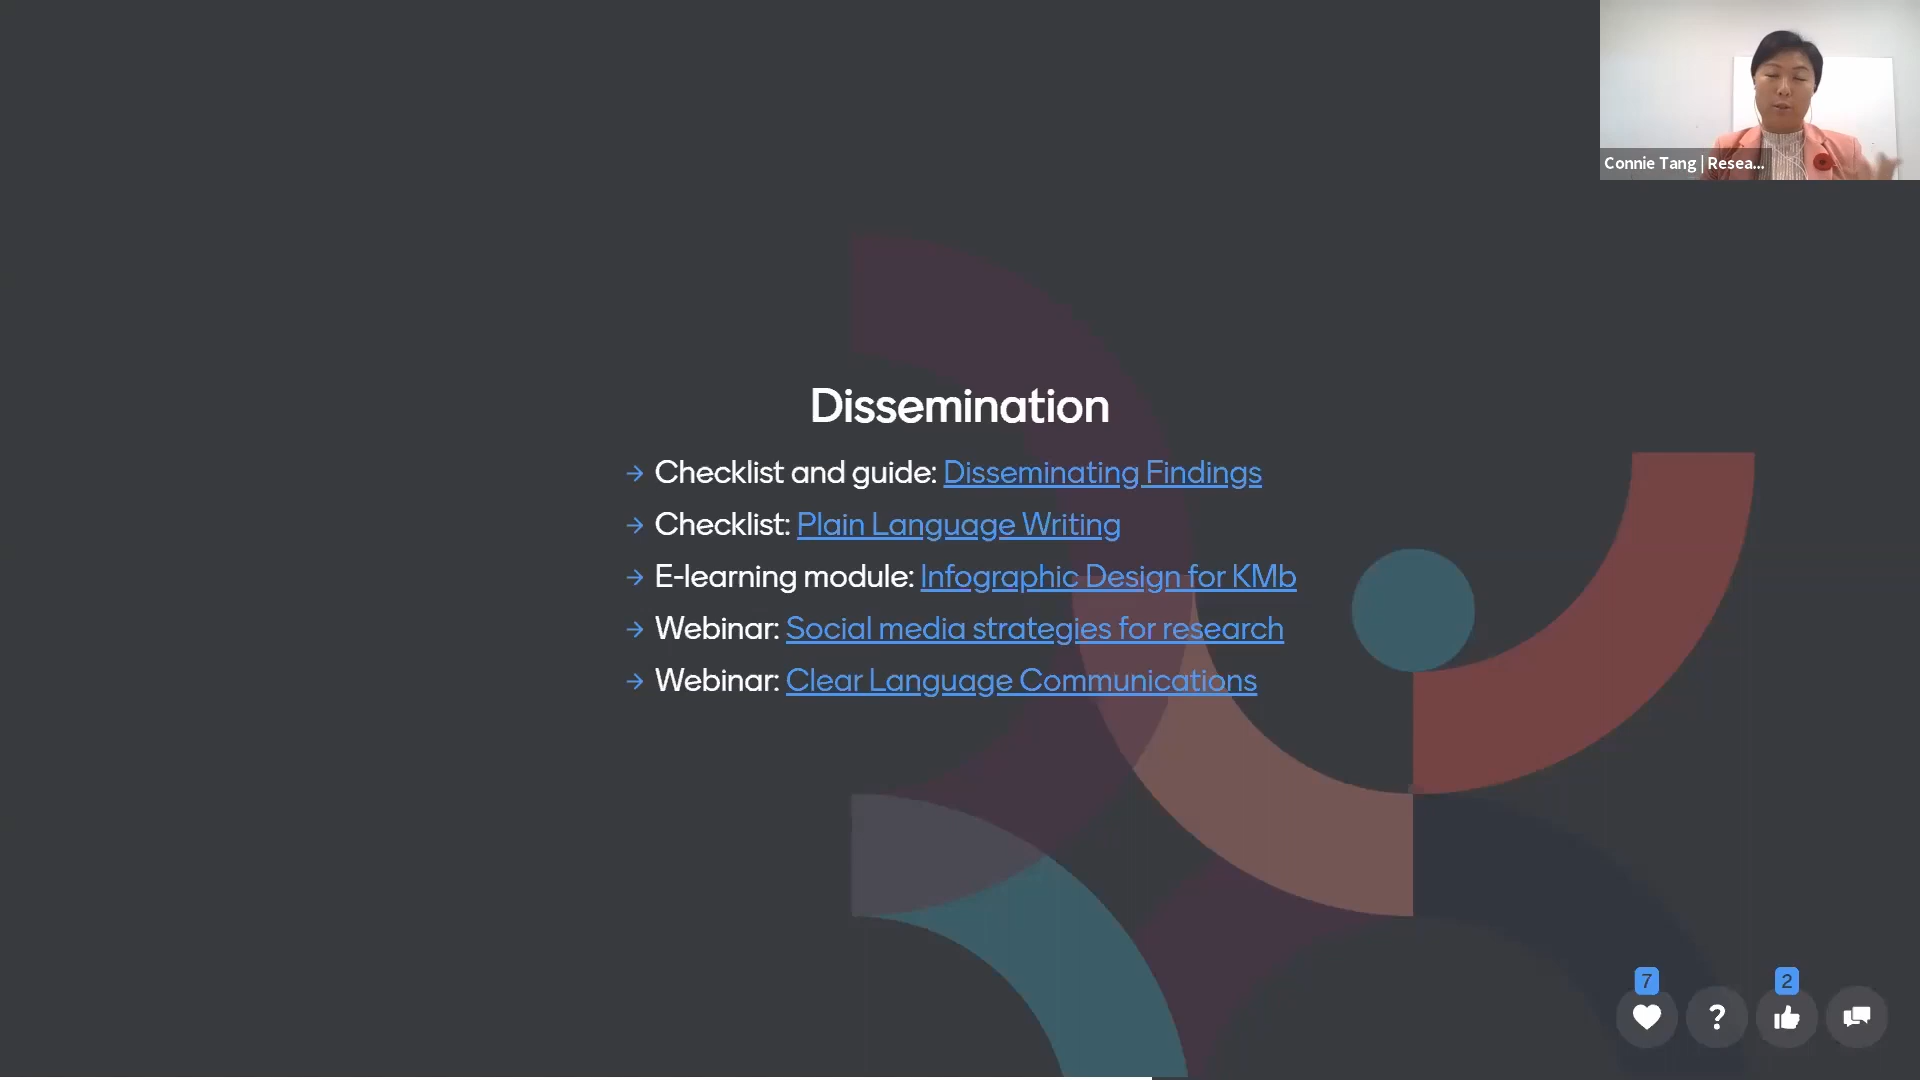 Connie Tang | Resea...
Dissemination
→ Checklist and guide: Disseminating Findings
→ Checklist: Plain Language Writing
→ E-learning module: Infographic Design for KMb
→ Webinar: Social media strategies for research
→ Webinar: Clear Language Communications
7
2
?